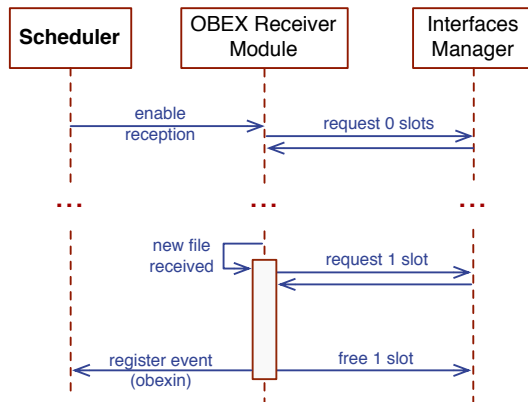 Scheduler
OBEX Receiver
Module
Interfaces
Manager
enable
reception
request 0 slots
...
...
...
new file
received
request 1 slot
register event
(obexin)
free 1 slot